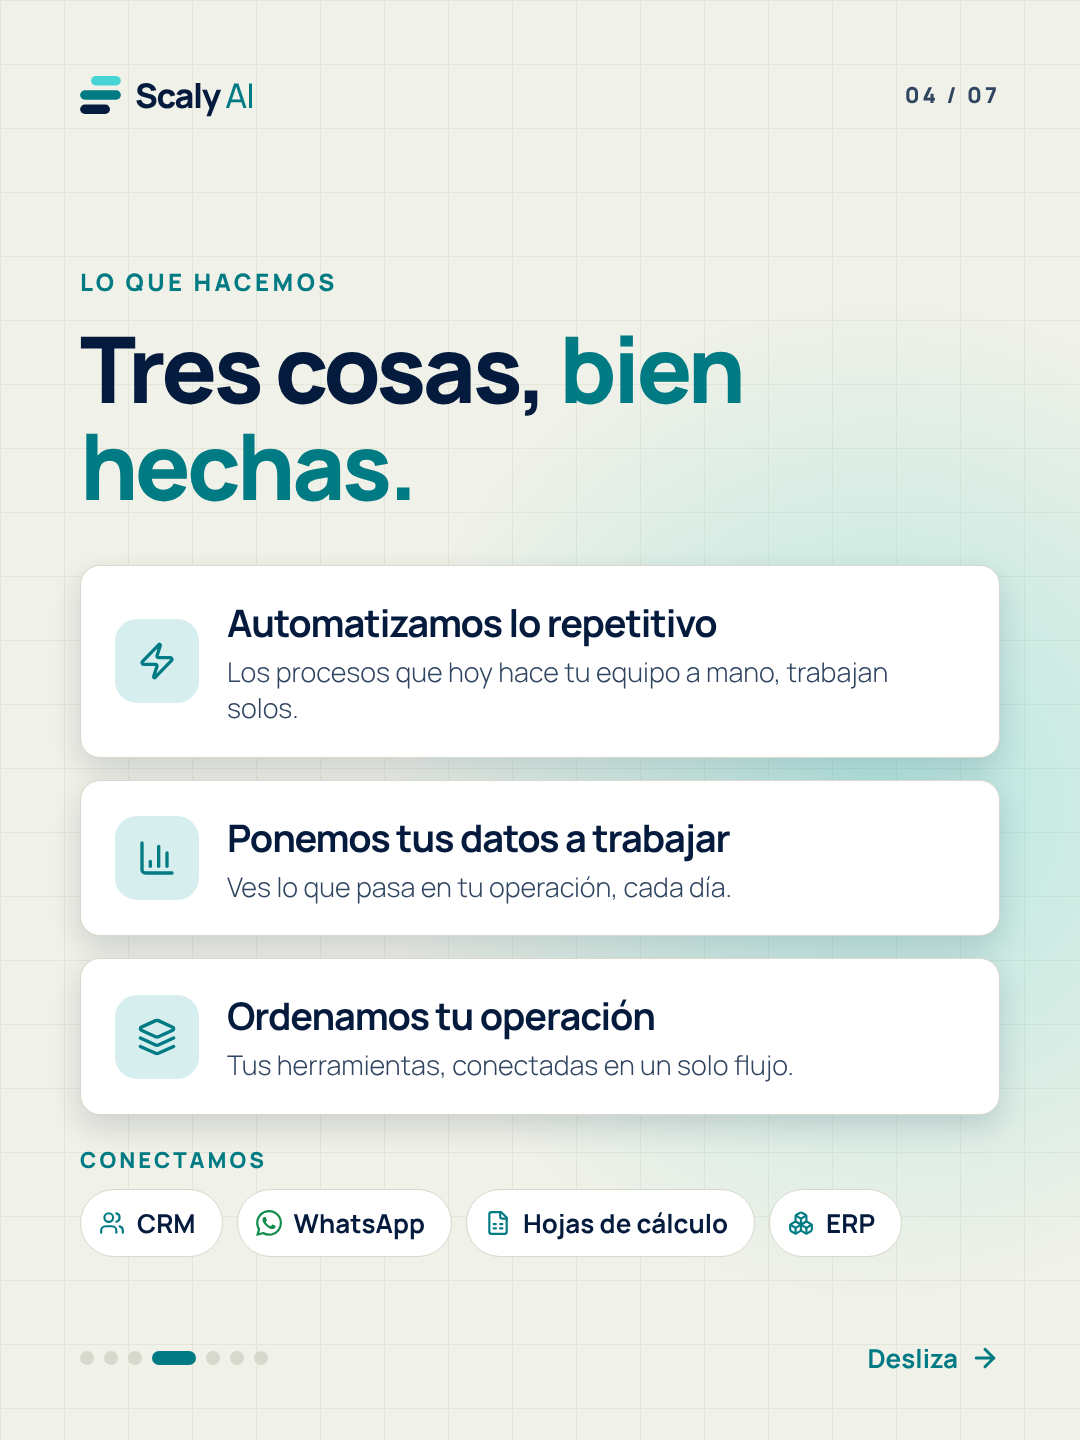 Scaly AI
04 / 07
LO QUE HACEMOS
Tres cosas, bien
hechas.
Automatizamos lo repetitivo
Los procesos que hoy hace tu equipo a mano, trabajan
solos.
Ponemos tus datos a trabajar
Ves lo que pasa en tu operación, cada día.
Ordenamos tu operación
Tus herramientas, conectadas en un solo flujo.
CONECTAMOS
CRM
WhatsApp
Hojas de cálculo
ERP
Desliza